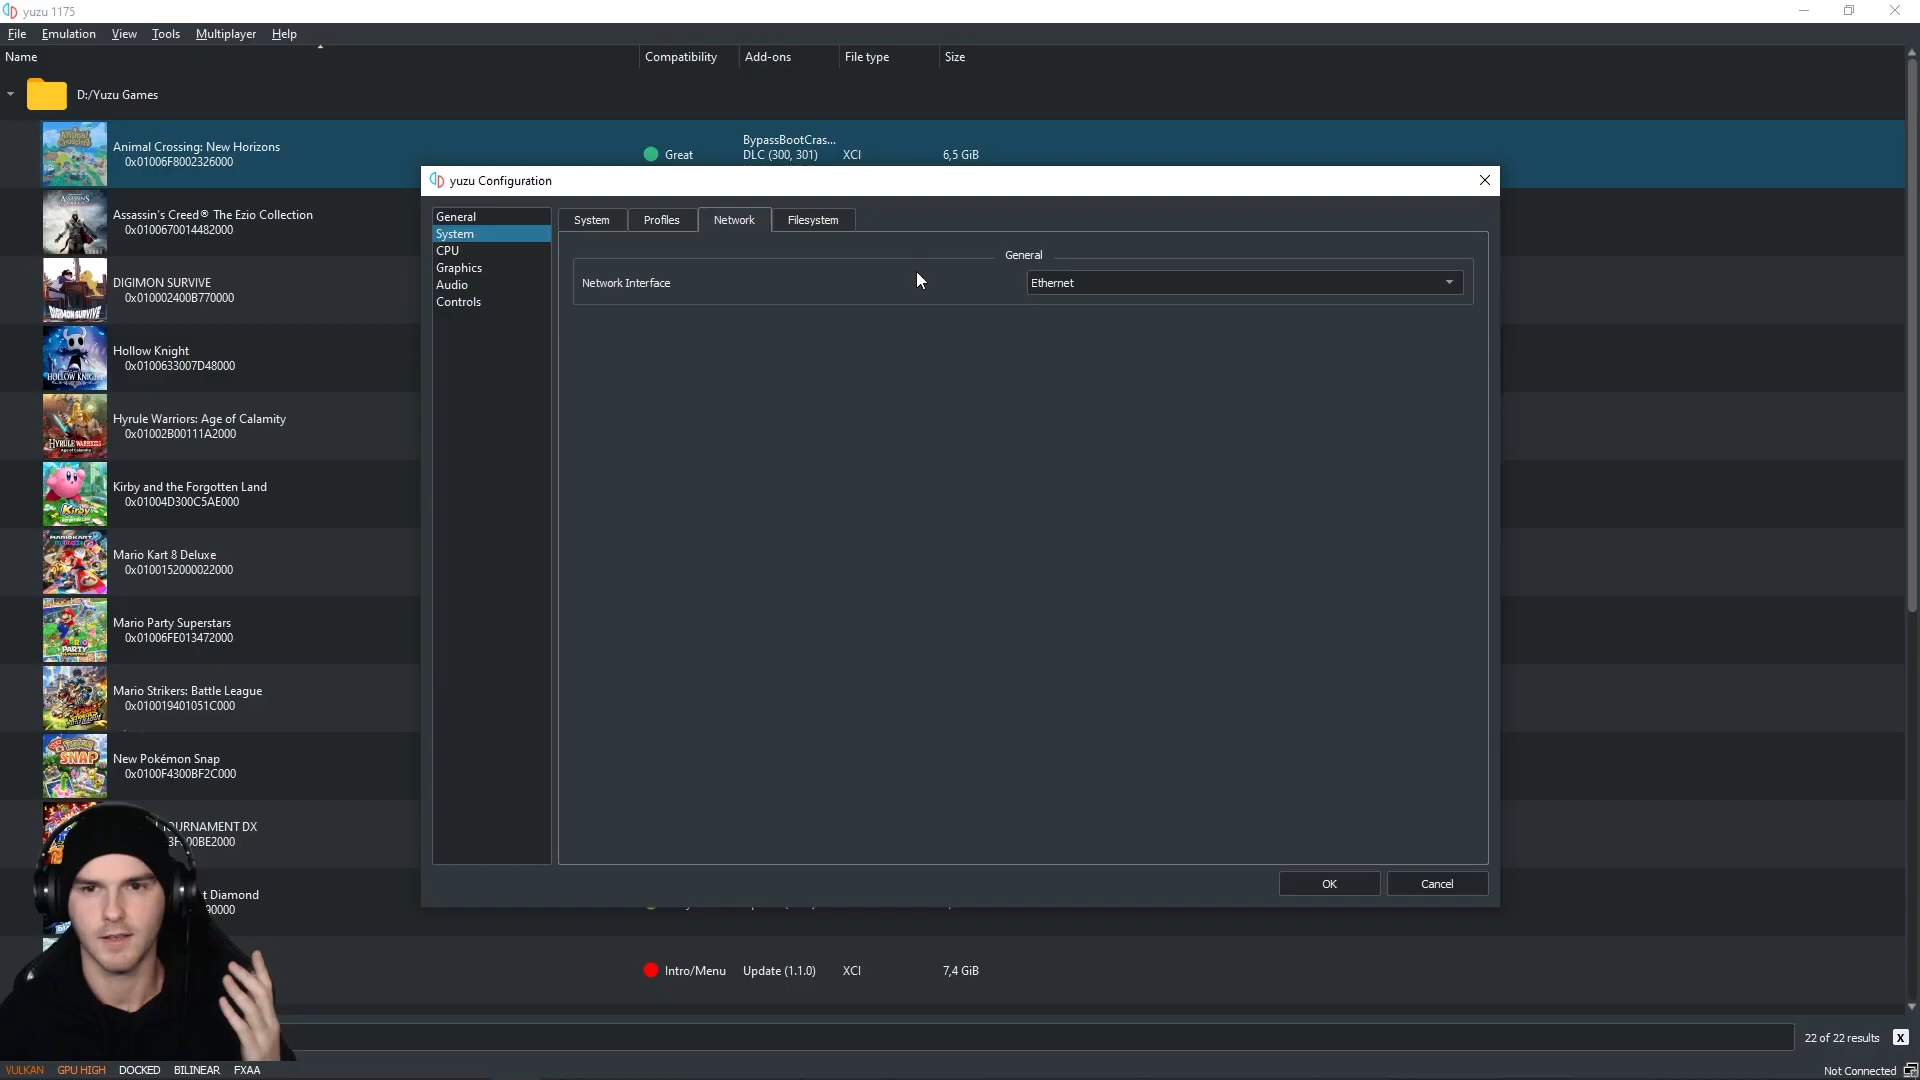 yuzu 1175
File Emulation View Tools Multiplayer Help
Name Compatibility Add-ons File type Size
D:/Yuzu Games
Animal Crossing: New Horizons
0x01006F8002326000
Great
BypassBootCras...
DLC (300, 301)
XCI
6,5 GiB
Assassin's Creed® The Ezio Collection
0x0100670014482000
DIGIMON SURVIVE
0x010002400B770000
Hollow Knight
0x0100633007D48000
Hyrule Warriors: Age of Calamity
0x01002B00111A2000
Kirby and the Forgotten Land
0x01004D300C5AE000
Mario Kart 8 Deluxe
0x0100152000022000
Mario Party Superstars
0x01006FE013472000
Mario Strikers: Battle League
0x010019401051C000
New Pokémon Snap
0x0100F4300BF2C000
TOURNAMENT DX
00BE2000
t Diamond
90000
Intro/Menu
Update (1.1.0)
XCI
7,4 GiB
yuzu Configuration
General
System
CPU
Graphics
Audio
Controls
System Profiles Network Filesystem
General
Network Interface
Ethernet
OK
Cancel
22 of 22 results
X
VULKAN GPU HIGH DOCKED BILINEAR FXAA
Not Connected